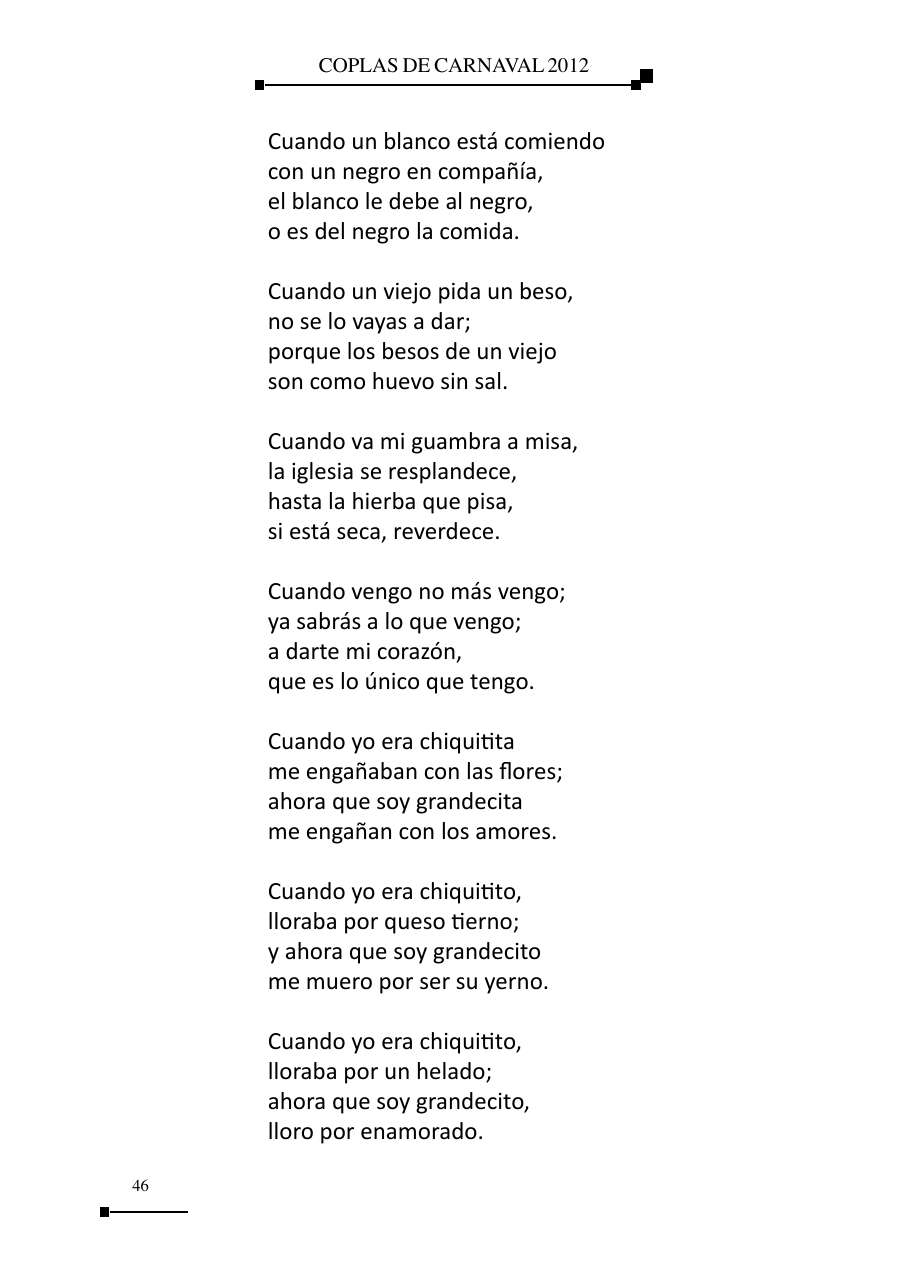 COPLAS DE CARNAVAL 2012
Cuando un blanco está comiendo
con un negro en compañía,
el blanco le debe al negro,
o es del negro la comida.
Cuando un viejo pida un beso,
no se lo vayas a dar;
porque los besos de un viejo
son como huevo sin sal.
Cuando va mi guambra a misa,
la iglesia se resplandece,
hasta la hierba que pisa,
si está seca, reverdece.
Cuando vengo no más vengo;
ya sabrás a lo que vengo;
a darte mi corazón,
que es lo único que tengo.
Cuando yo era chiquitita
me engañaban con las flores;
ahora que soy grandecita
me engañan con los amores.
Cuando yo era chiquitito,
lloraba por queso tierno;
y ahora que soy grandecito
me muero por ser su yerno.
Cuando yo era chiquitito,
lloraba por un helado;
ahora que soy grandecito,
lloro por enamorado.
46